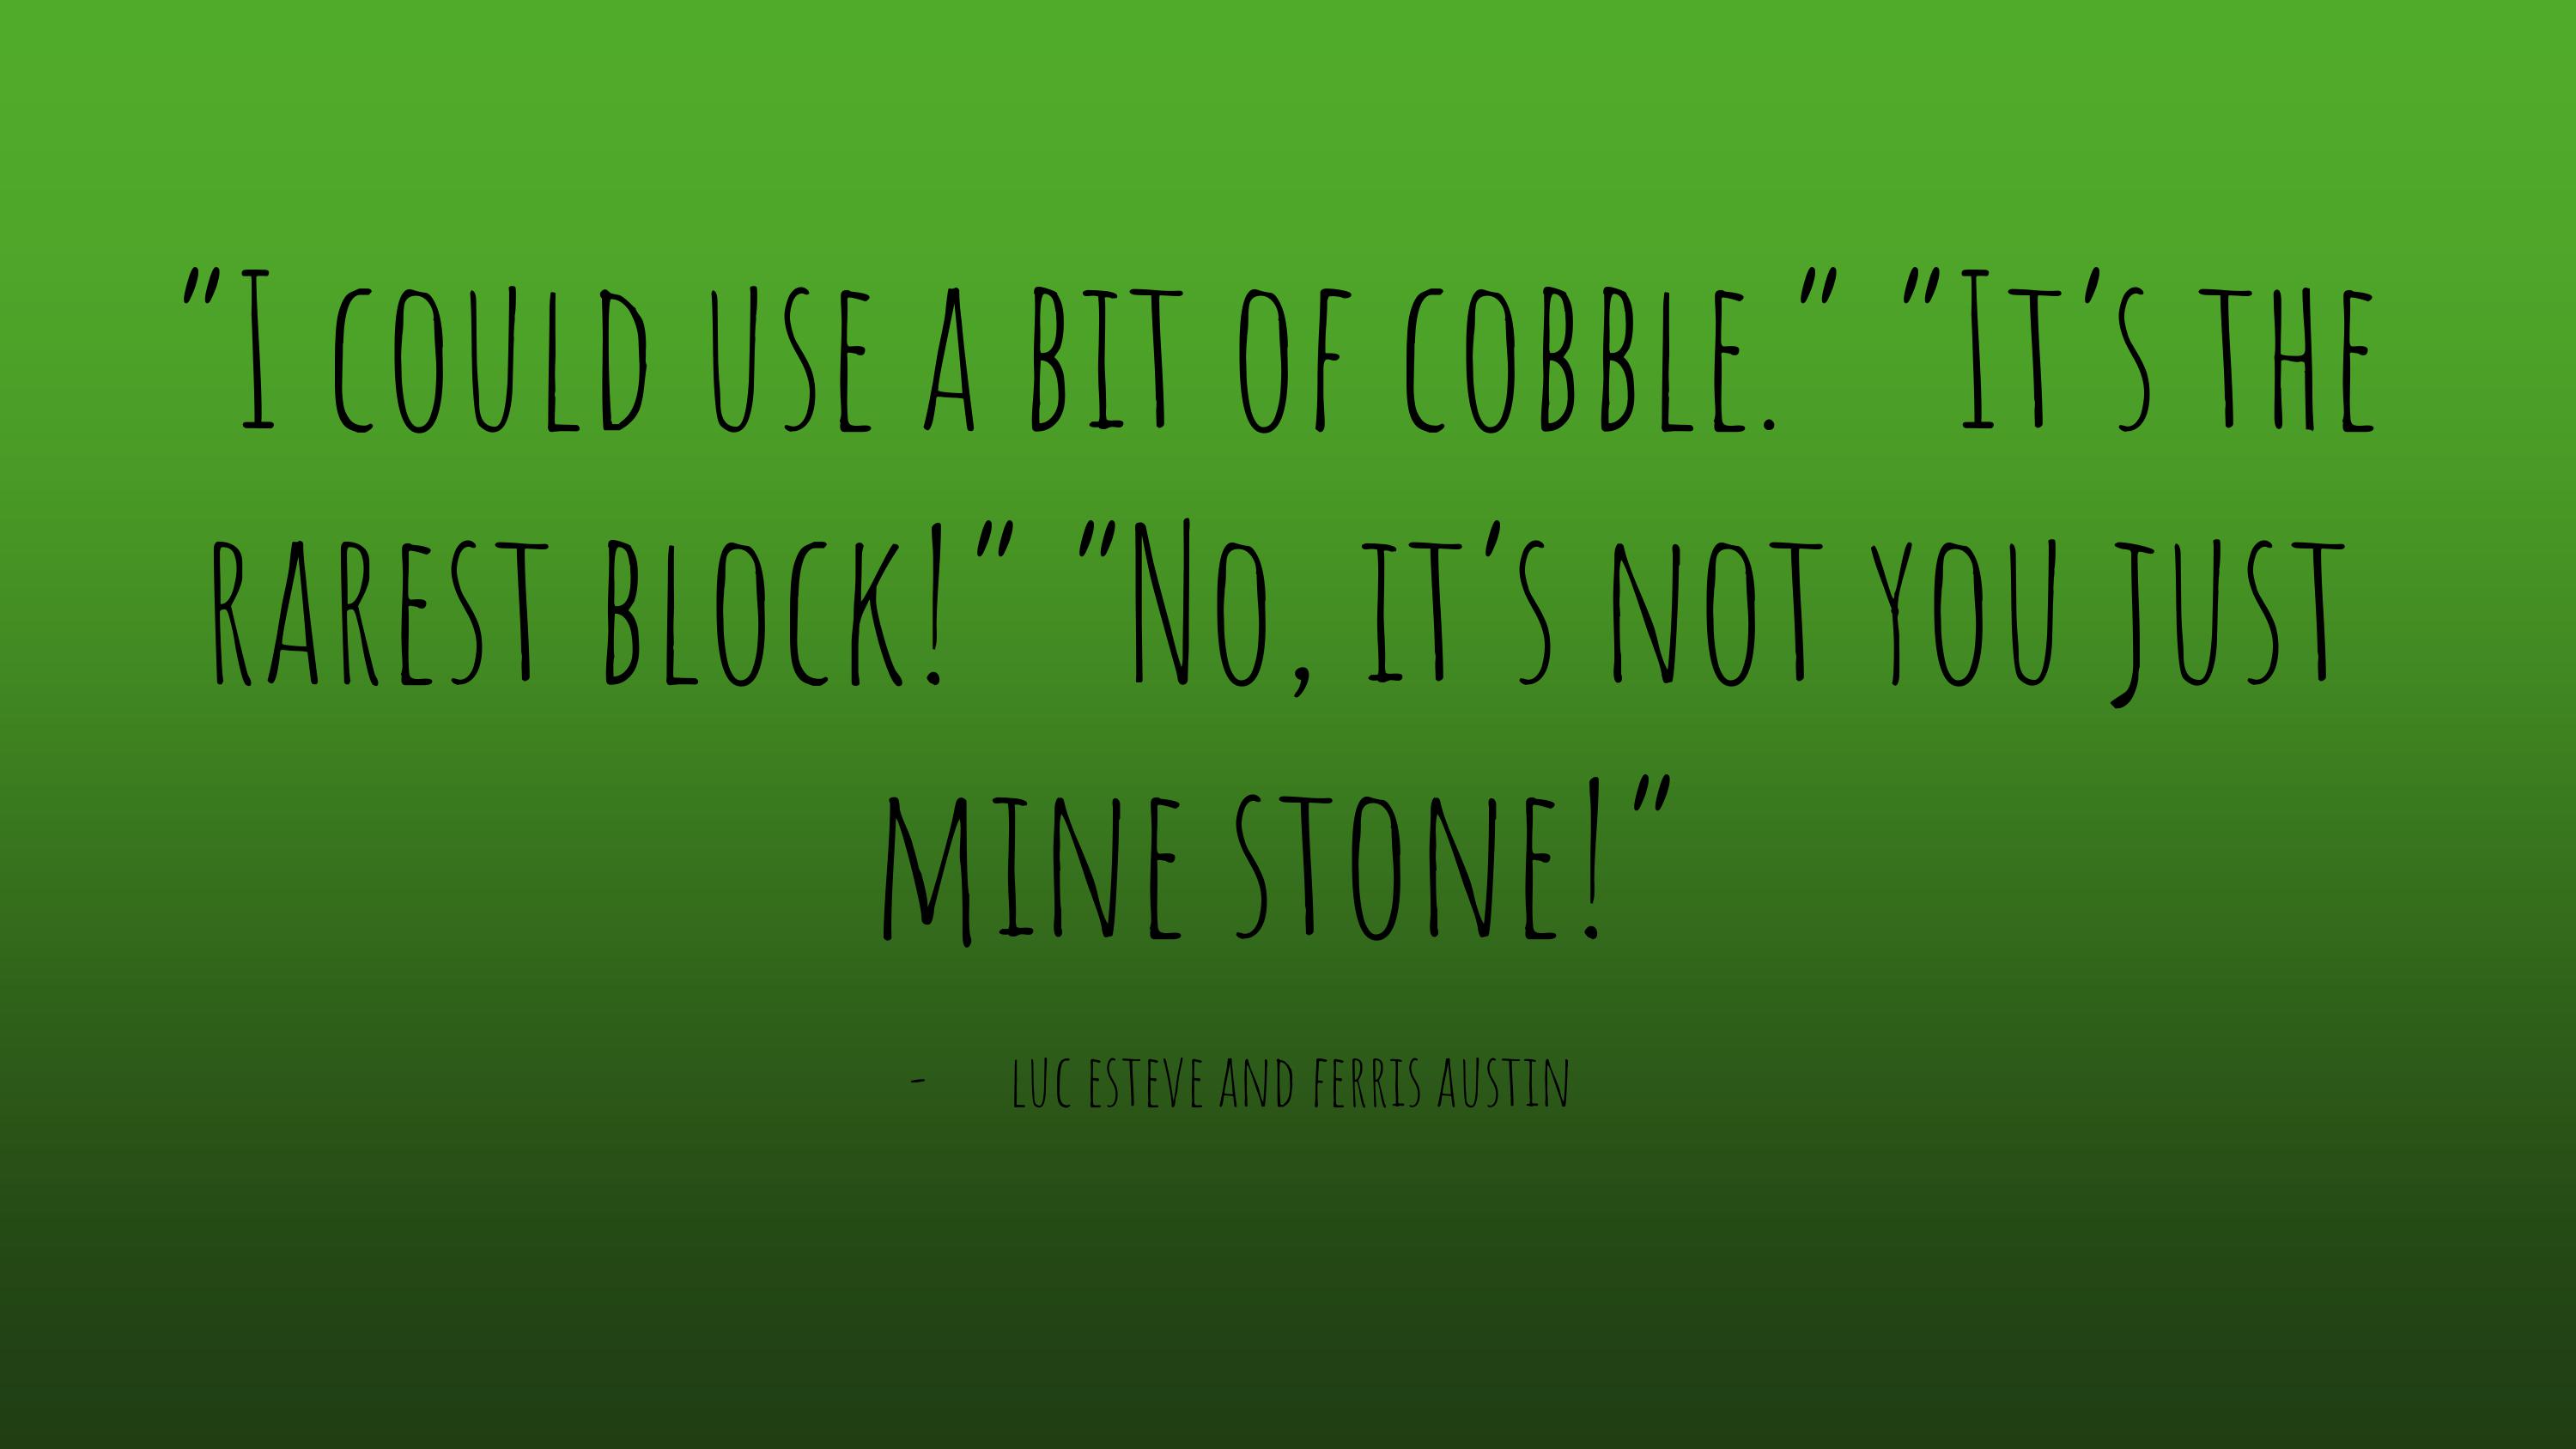 "I could use a bit of cobble." "It's the
rarest block!" "No, it's not you just
mine stone!"
- Luc Esteve and Ferris Austin